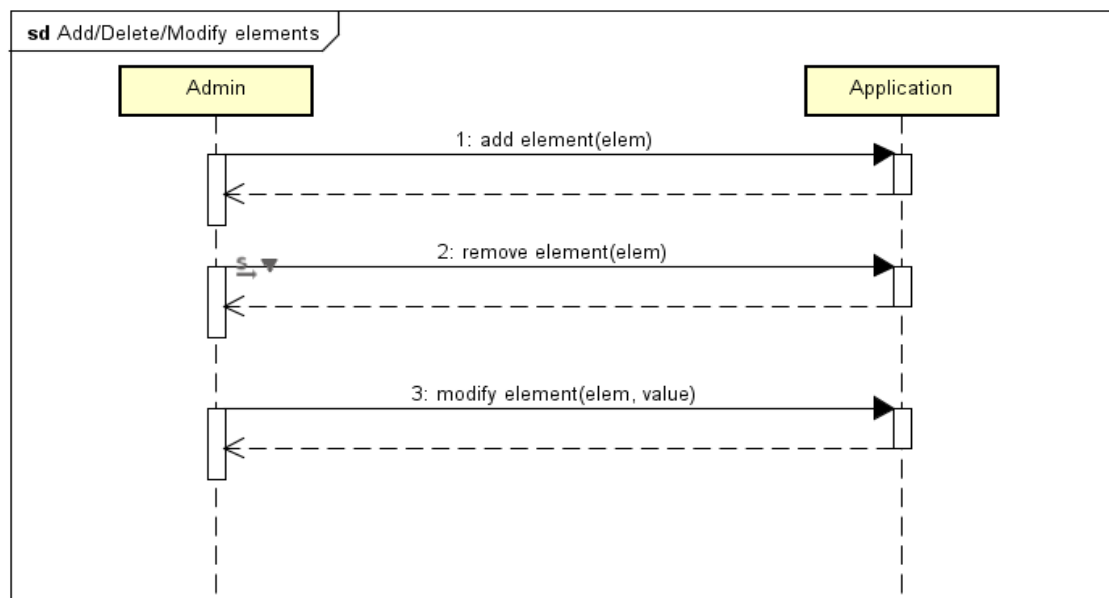 sd Add/Delete/Modify elements
Admin
Application
1: add element(elem)
2: remove element(elem)
S
3: modify element(elem, value)